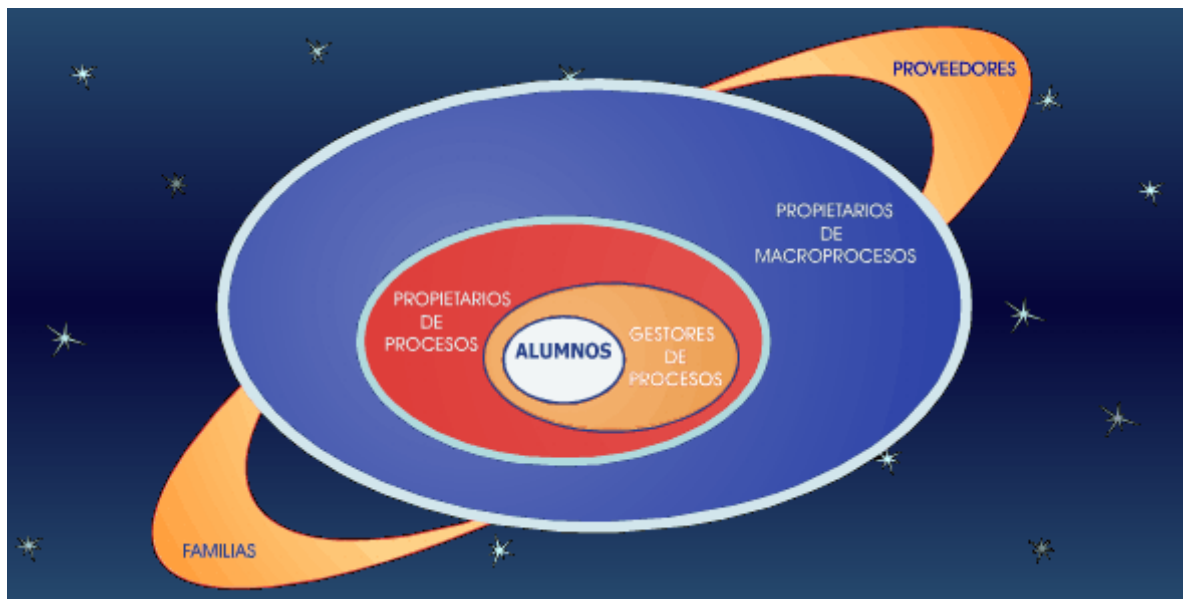 PROVEEDORES
PROPIETARIOS
DE
MACROPROCESOS
PROPIETARIOS
DE
PROCESOS
ALUMNOS
GESTORES
DE
PROCESOS
FAMILIAS